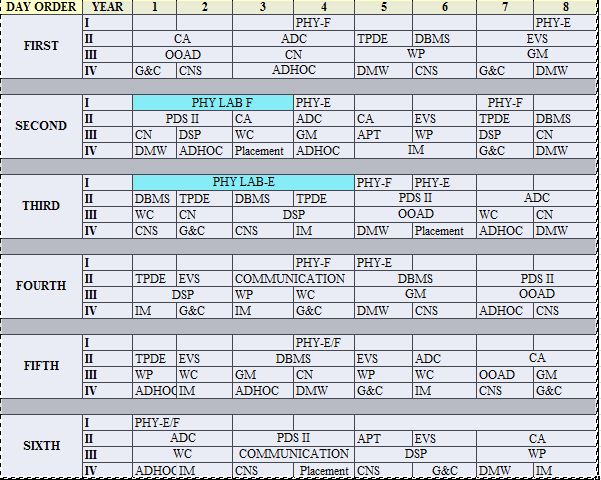 DAY ORDER YEAR 1 2 3 4 5 6 7 8
FIRST
I PHY-F PHY-E
II CA ADC TPDE DBMS EVS
III OOAD CN WP GM
IV G&C CNS ADHOC DMW CNS G&C DMW
SECOND
I PHY LAB F PHY-E PHY-F
II PDS II CA ADC CA EVS TPDE DBMS
III CN DSP WC GM APT WP DSP CN
IV DMW ADHOC Placement ADHOC IM G&C DMW
THIRD
I PHY LAB-E PHY-F PHY-E
II DBMS TPDE DBMS TPDE PDS II ADC
III WC CN DSP OOAD WC CN
IV CNS G&C CNS IM DMW Placement ADHOC DMW
FOURTH
I PHY-F PHY-E
II TPDE EVS COMMUNICATION DBMS PDS II
III DSP WP WC GM OOAD
IV IM G&C IM G&C DMW CNS ADHOC CNS
FIFTH
I PHY-E/F
II TPDE EVS DBMS EVS ADC CA
III WP WC GM CN WP WC OOAD GM
IV ADHOC IM ADHOC DMW G&C IM CNS G&C
SIXTH
I PHY-E/F
II ADC PDS II APT EVS CA
III WC COMMUNICATION DSP WP
IV ADHOC IM CNS Placement CNS G&C DMW IM